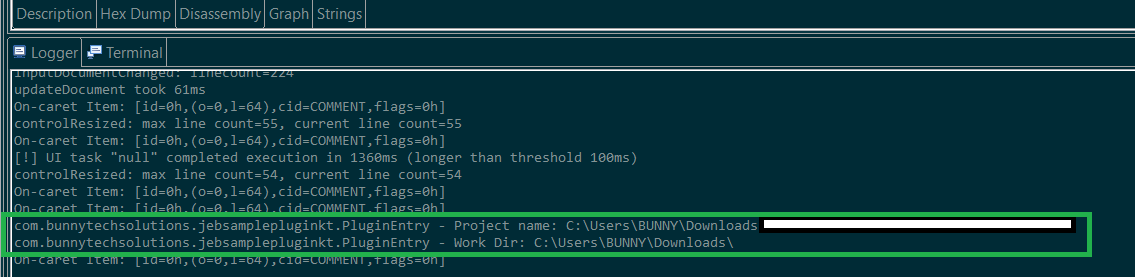 Description Hex Dump Disassembly Graph Strings
Logger Terminal
inputDocumentChanged: linecount=224
updateDocument took 61ms
On-caret Item: [id=0h,(o=0,l=64),cid=COMMENT,flags=0h]
controlResized: max line count=55, current line count=55
On-caret Item: [id=0h,(o=0,l=64),cid=COMMENT,flags=0h]
[!] UI task "null" completed execution in 1360ms (longer than threshold 100ms)
controlResized: max line count=54, current line count=54
On-caret Item: [id=0h,(o=0,l=64),cid=COMMENT,flags=0h]
On-caret Item: [id=0h,(o=0,l=64),cid=COMMENT,flags=0h]
com.bunnytechsolutions.jebsamplepluginkt.PluginEntry - Project name: C:\Users\BUNNY\Downloads
com.bunnytechsolutions.jebsamplepluginkt.PluginEntry - Work Dir: C:\Users\BUNNY\Downloads\
On-caret Item: [id=0h,(o=0,l=64),cid=COMMENT,flags=0h]